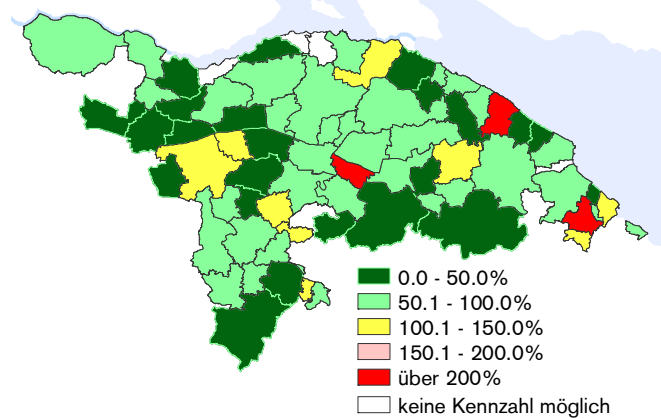 0.0 - 50.0%
50.1 - 100.0%
100.1 - 150.0%
150.1 - 200.0%
über 200%
keine Kennzahl möglich